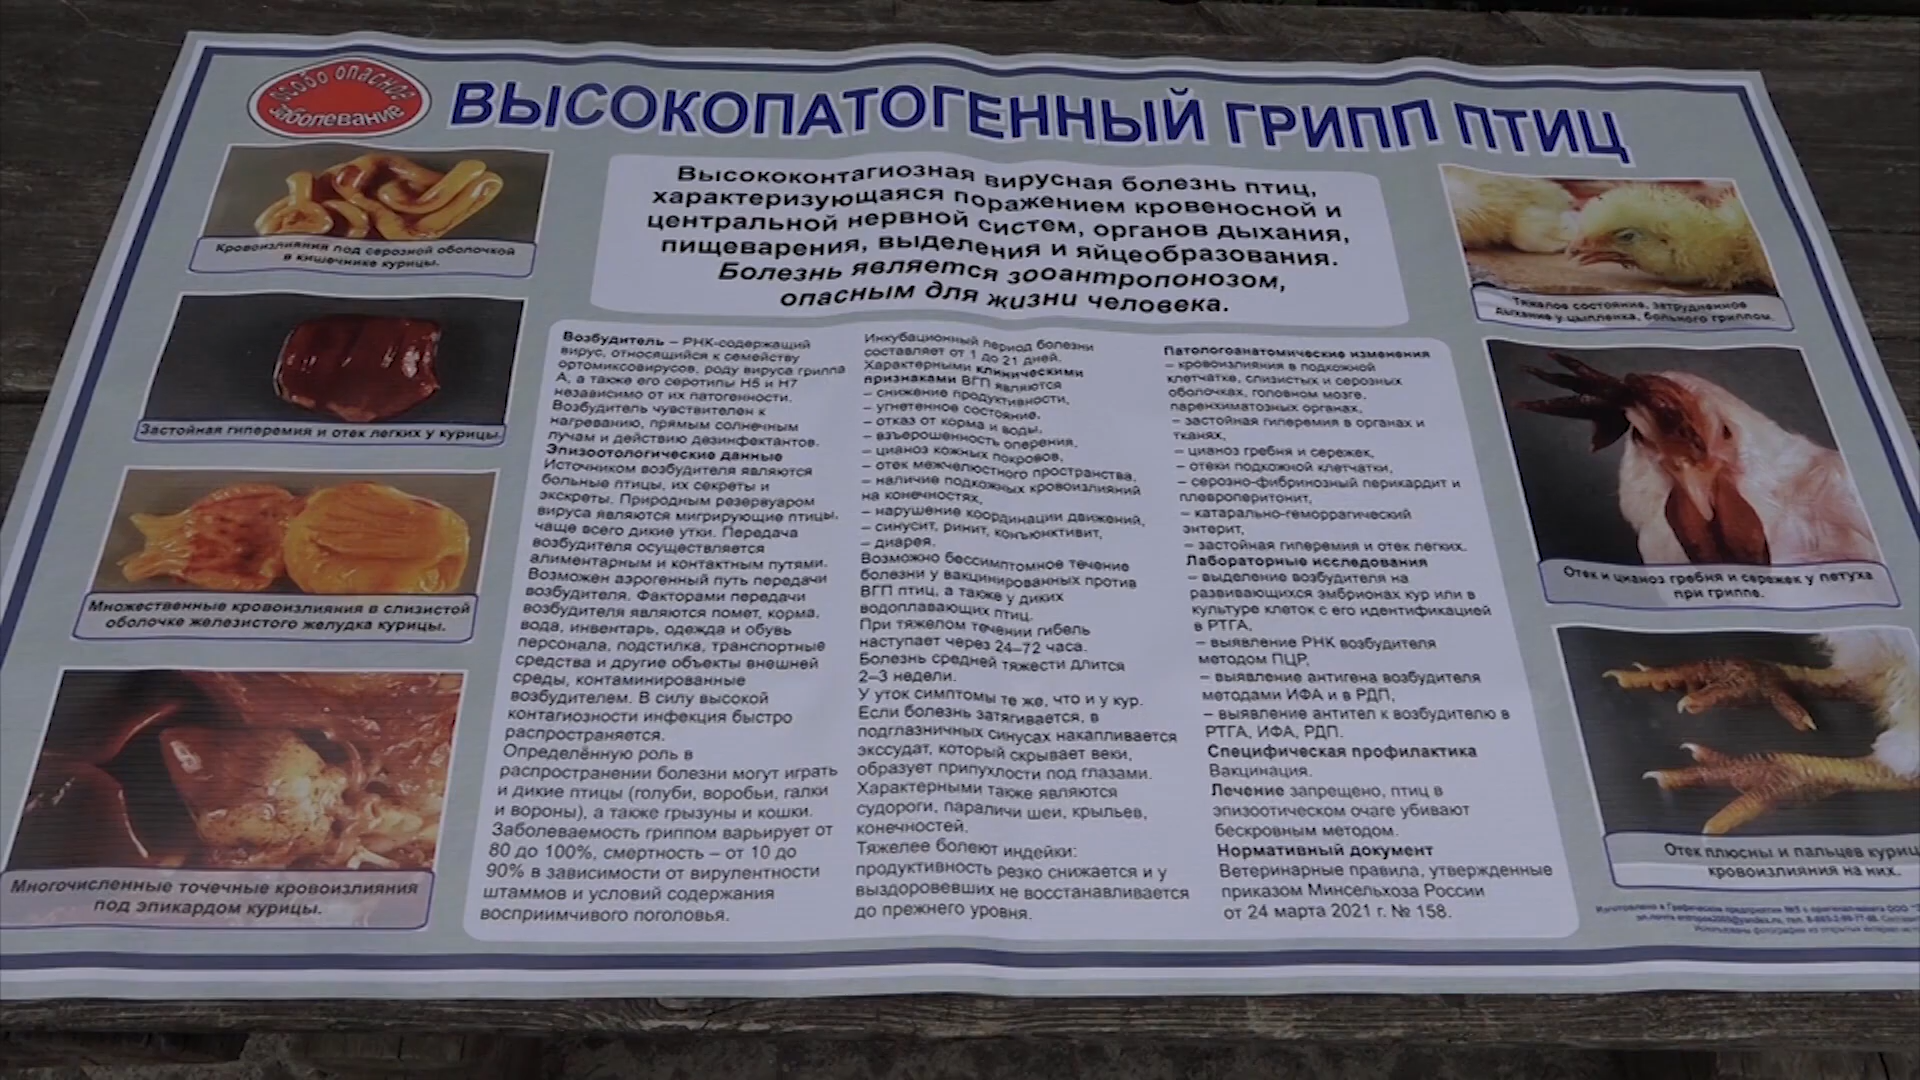 Особо опасное
заболевание
ВЫСОКОПАТОГЕННЫЙ ГРИПП ПТИЦ
Высококонтагиозная вирусная болезнь птиц,
характеризующаяся поражением кровеносной и
центральной нервной систем, органов дыхания,
пищеварения, выделения и яйцеобразования.
Болезнь является зооантропонозом,
опасным для жизни человека.
Кровоизлияния под серозной оболочкой
в кишечнике курицы.
Застойная гиперемия и отек легких у курицы.
Множественные кровоизлияния в слизистой
оболочке железистого желудка курицы.
Многочисленные точечные кровоизлияния
под эпикардом курицы.
Возбудитель – РНК-содержащий
вирус, относящийся к семейству
ортомиксовирусов, роду вируса гриппа
А, а также его серотипы H5 и H7
независимо от их патогенности.
Возбудитель чувствителен к
нагреванию, прямым солнечным
лучам и действию дезинфектантов.
Эпизоотологические данные
Источником возбудителя являются
больные птицы, их секреты и
экскреты. Природным резервуаром
вируса являются мигрирующие птицы,
чаще всего дикие утки. Передача
возбудителя осуществляется
алиментарным и контактным путями.
Возможен аэрогенный путь передачи
возбудителя. Факторами передачи
возбудителя являются помет, корма,
вода, инвентарь, одежда и обувь
персонала, подстилка, транспортные
средства и другие объекты внешней
среды, контаминированные
возбудителем. В силу высокой
контагиозности инфекция быстро
распространяется.
Определённую роль в
распространении болезни могут играть
и дикие птицы (голуби, воробьи, галки
и вороны), а также грызуны и кошки.
Заболеваемость гриппом варьирует от
80 до 100%, смертность – от 10 до
90% в зависимости от вирулентности
штаммов и условий содержания
восприимчивого поголовья.
Инкубационный период болезни
составляет от 1 до 21 дней.
Характерными клиническими
признаками ВГП являются
– снижение продуктивности,
– угнетенное состояние,
– отказ от корма и воды,
– взъерошенность оперения,
– цианоз кожных покровов,
– отек межчелюстного пространства,
– наличие подкожных кровоизлияний
на конечностях,
– нарушение координации движений,
– синусит, ринит, конъюнктивит,
– диарея.
Возможно бессимптомное течение
болезни у вакцинированных против
ВГП птиц, а также у диких
водоплавающих птиц.
При тяжелом течении гибель
наступает через 24–72 часа.
Болезнь средней тяжести длится
2–3 недели.
У уток симптомы те же, что и у кур.
Если болезнь затягивается, в
подглазничных синусах накапливается
экссудат, который скрывает веки,
образует припухлости под глазами.
Характерными также являются
судороги, параличи шеи, крыльев,
конечностей.
Тяжелее болеют индейки:
продуктивность резко снижается и у
выздоровевших не восстанавливается
до прежнего уровня.
Патологоанатомические изменения
– кровоизлияния в подкожной
клетчатке, слизистых и серозных
оболочках, головном мозге,
паренхиматозных органах,
– застойная гиперемия в органах и
тканях,
– цианоз гребня и сережек,
– отеки подкожной клетчатки,
– серозно-фибринозный перикардит и
плевроперитонит,
– катарально-геморрагический
энтерит,
– застойная гиперемия и отек легких.
Лабораторные исследования
– выделение возбудителя на
развивающихся эмбрионах кур или в
культуре клеток с его идентификацией
в РТГА,
– выявление РНК возбудителя
методом ПЦР,
– выявление антигена возбудителя
методами ИФА и в РДП,
– выявление антител к возбудителю в
РТГА, ИФА, РДП.
Специфическая профилактика
Вакцинация.
Лечение запрещено, птиц в
эпизоотическом очаге убивают
бескровным методом.
Нормативный документ
Ветеринарные правила, утвержденные
приказом Минсельхоза России
от 24 марта 2021 г. № 158.
Тяжелое состояние, затрудненное
дыхание у цыпленка, больного гриппом.
Отек и цианоз гребня и сережек у петуха
при гриппе.
Отек плюсны и пальцев куриц
кровоизлияния на них.
Изготовлено в Графическом предприятии
Использованы фотографии из открытых